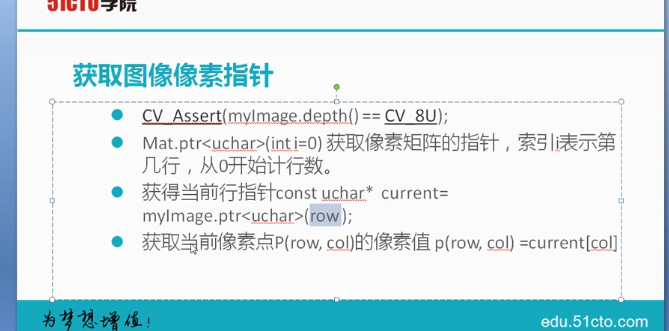 51CTO学院
获取图像像素指针
CV_Assert(myImage.depth() == CV_8U);
Mat.ptr<uchar>(int i=0) 获取像素矩阵的指针，索引i表示第
几行，从0开始计行数。
获得当前行指针const uchar* current=
myImage.ptr<uchar>(row );
获取当前像素点P(row, col)的像素值 p(row, col) =current[col]
为梦想增值!
edu.51cto.com